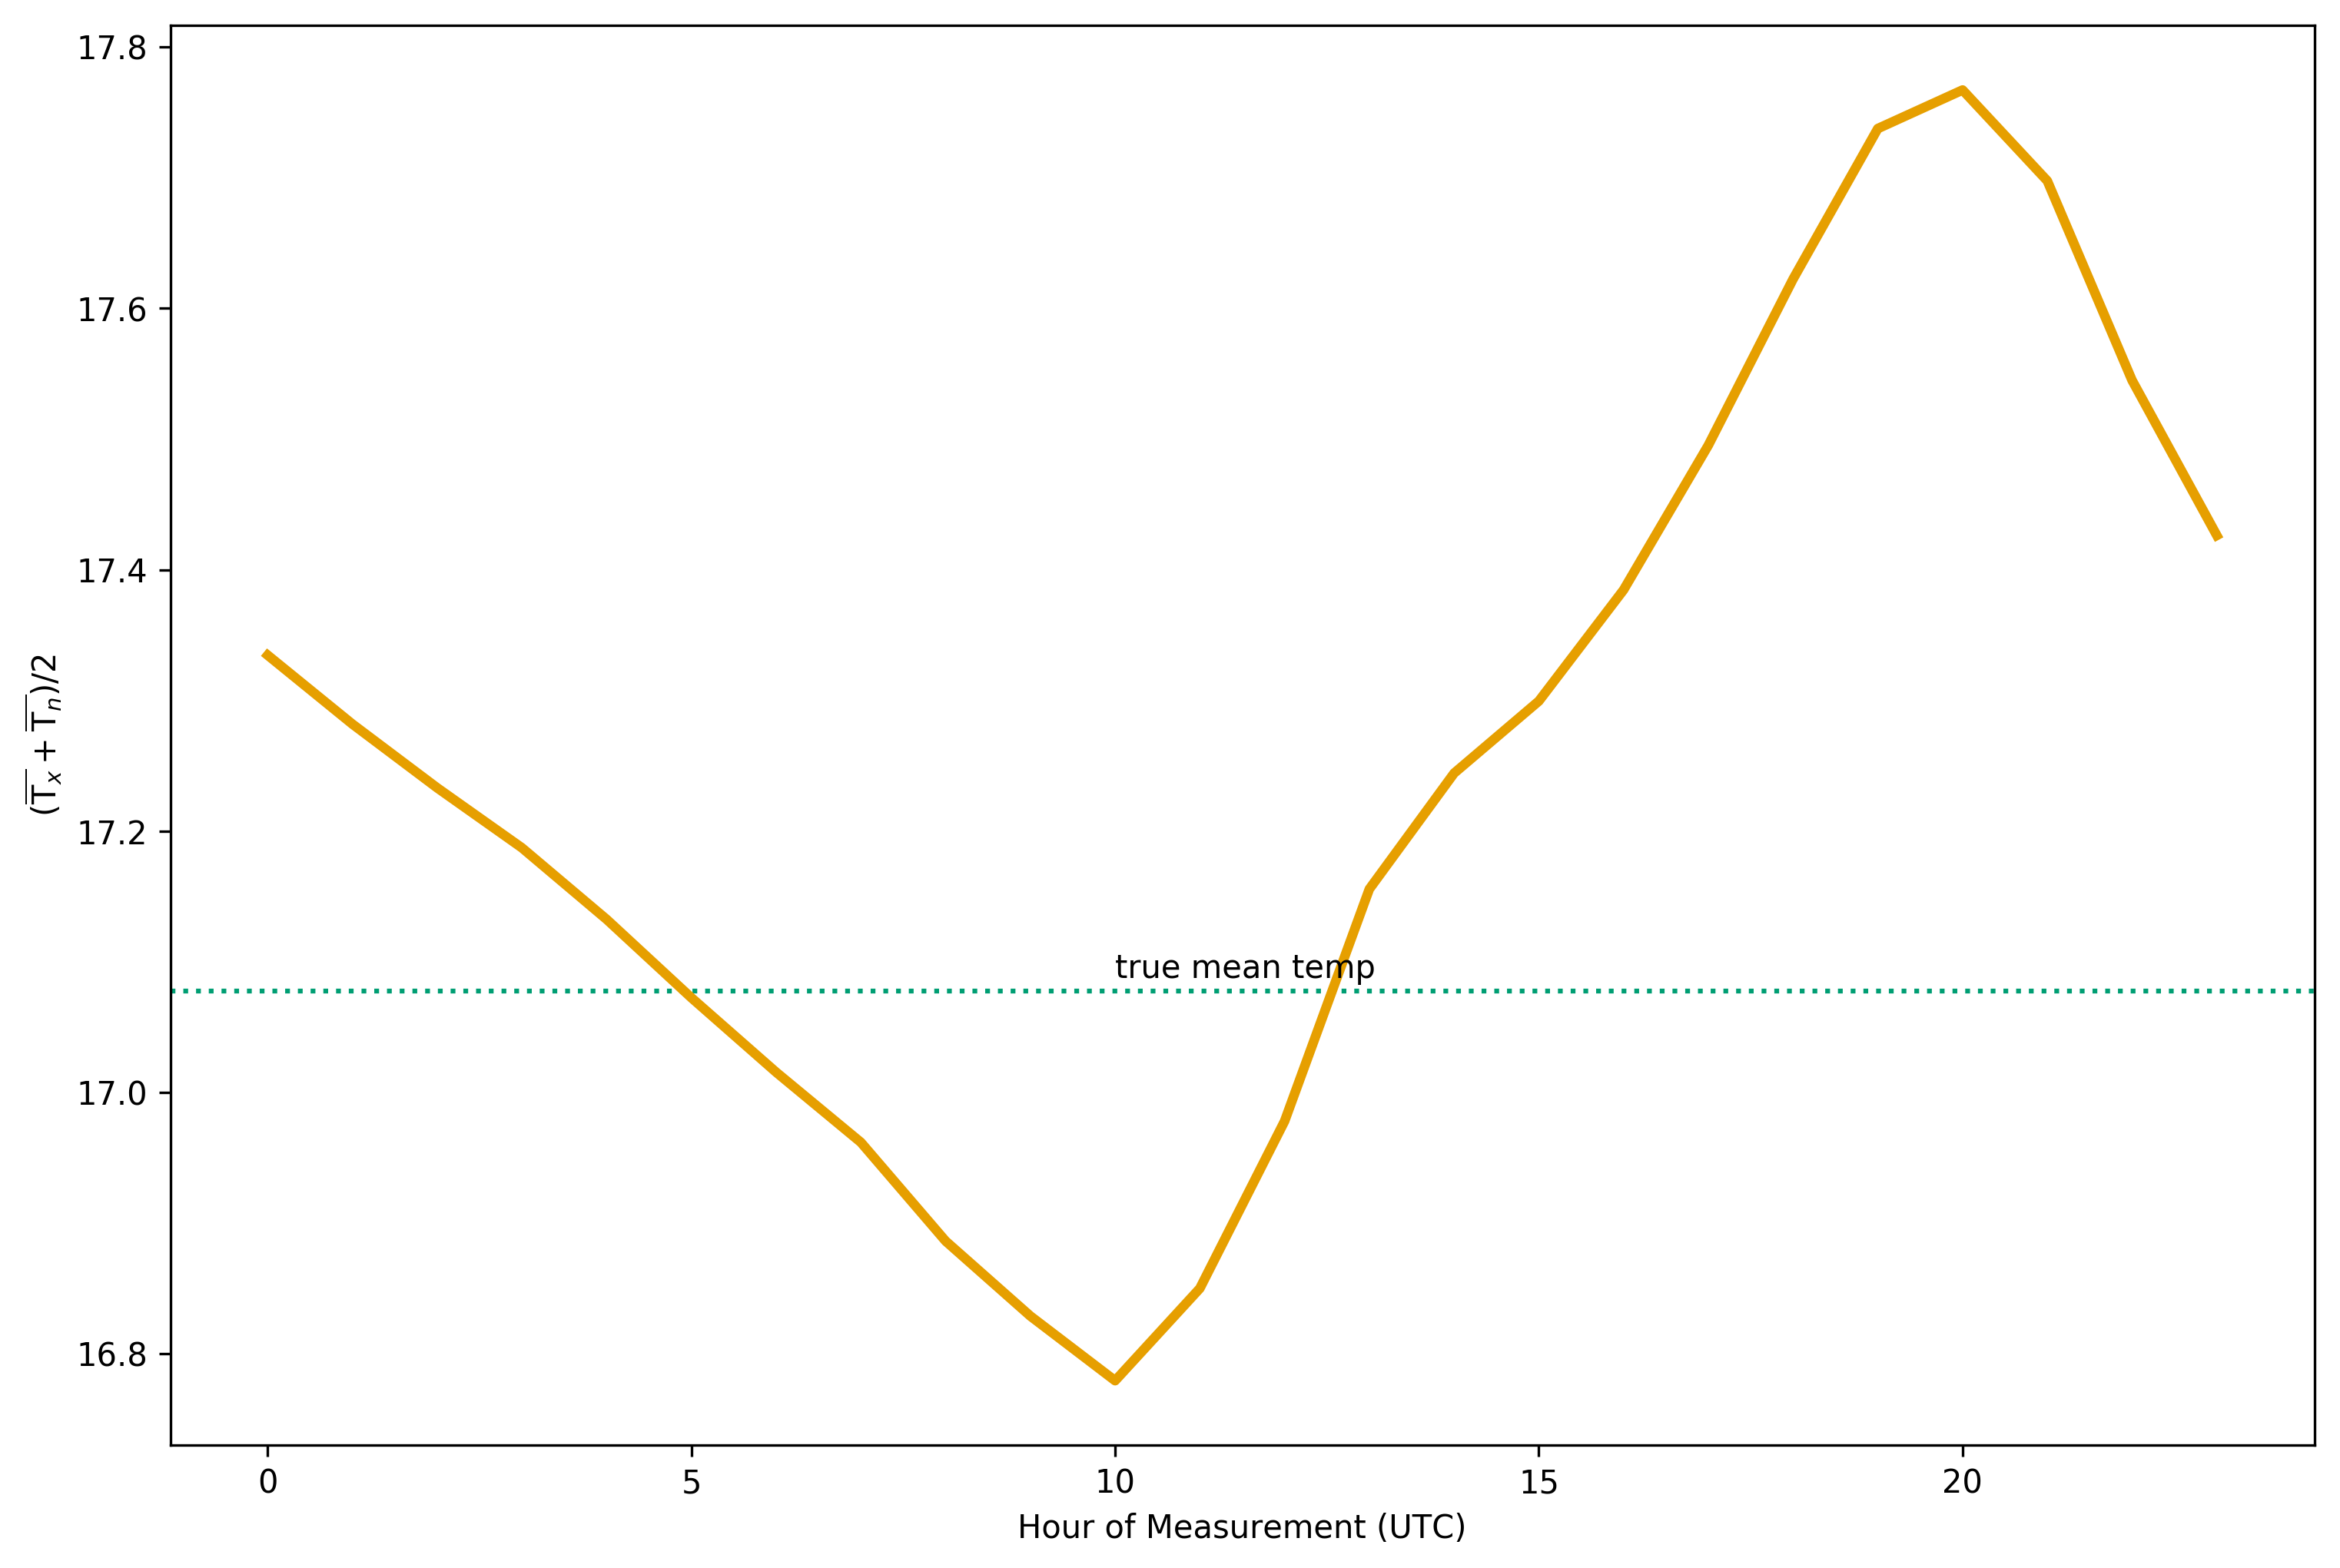 17.8
17.6
17.4
17.2
17.0
16.8
(T̅ₓ + T̅ₙ)/2
true mean temp
0 5 10 15 20
Hour of Measurement (UTC)